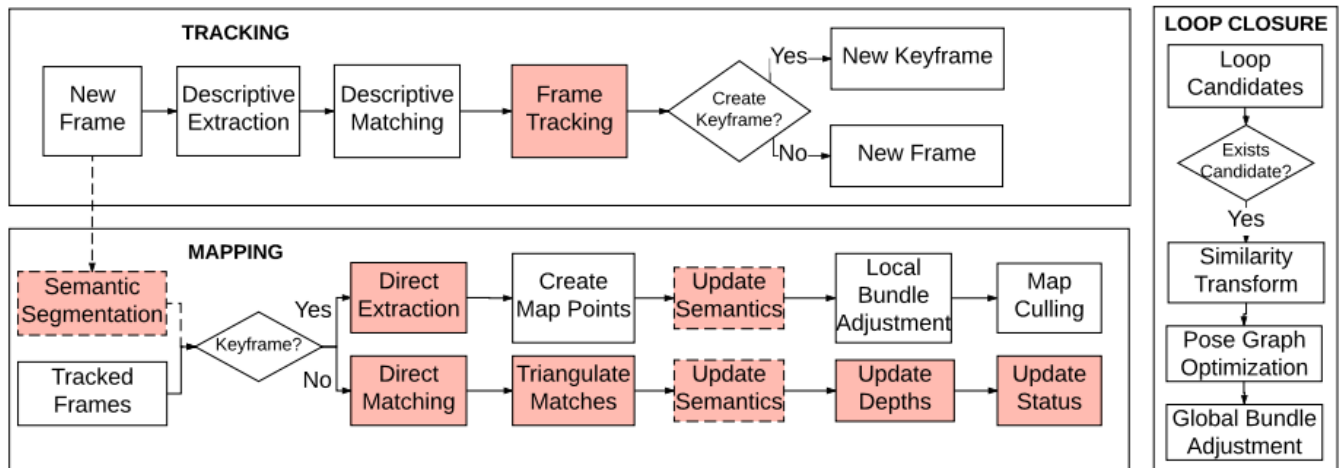 TRACKING
New
Frame
Descriptive
Extraction
Descriptive
Matching
Frame
Tracking
Create
Keyframe?
Yes
New Keyframe
No
New Frame
MAPPING
Semantic
Segmentation
Tracked
Frames
Keyframe?
Yes
Direct
Extraction
Create
Map Points
Update
Semantics
Local
Bundle
Adjustment
Map
Culling
No
Direct
Matching
Triangulate
Matches
Update
Semantics
Update
Depths
Update
Status
LOOP CLOSURE
Loop
Candidates
Exists
Candidate?
Yes
Similarity
Transform
Pose Graph
Optimization
Global Bundle
Adjustment